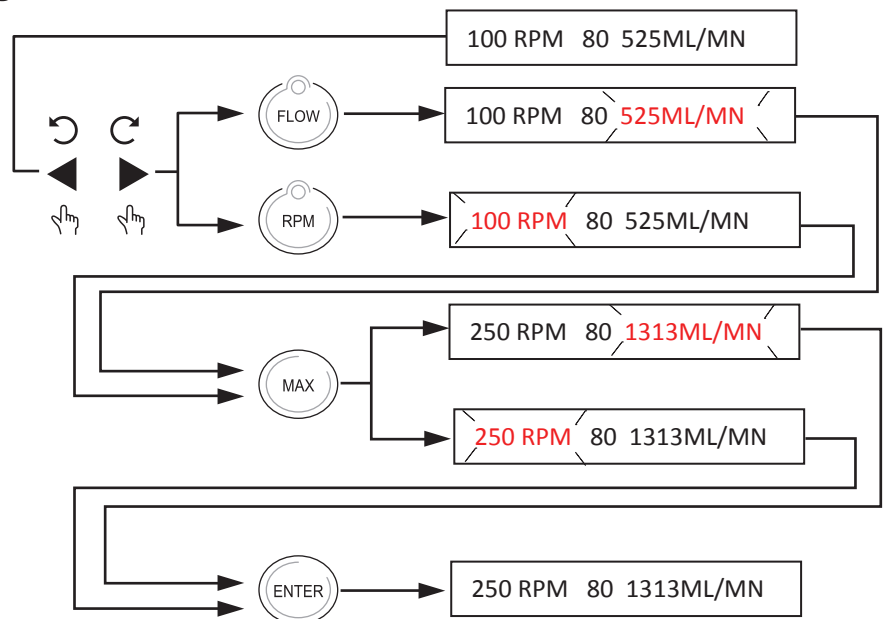 100 RPM 80 525ML/MN
FLOW
100 RPM 80 525ML/MN
RPM
100 RPM 80 525ML/MN
250 RPM 80 1313ML/MN
MAX
250 RPM 80 1313ML/MN
ENTER
250 RPM 80 1313ML/MN